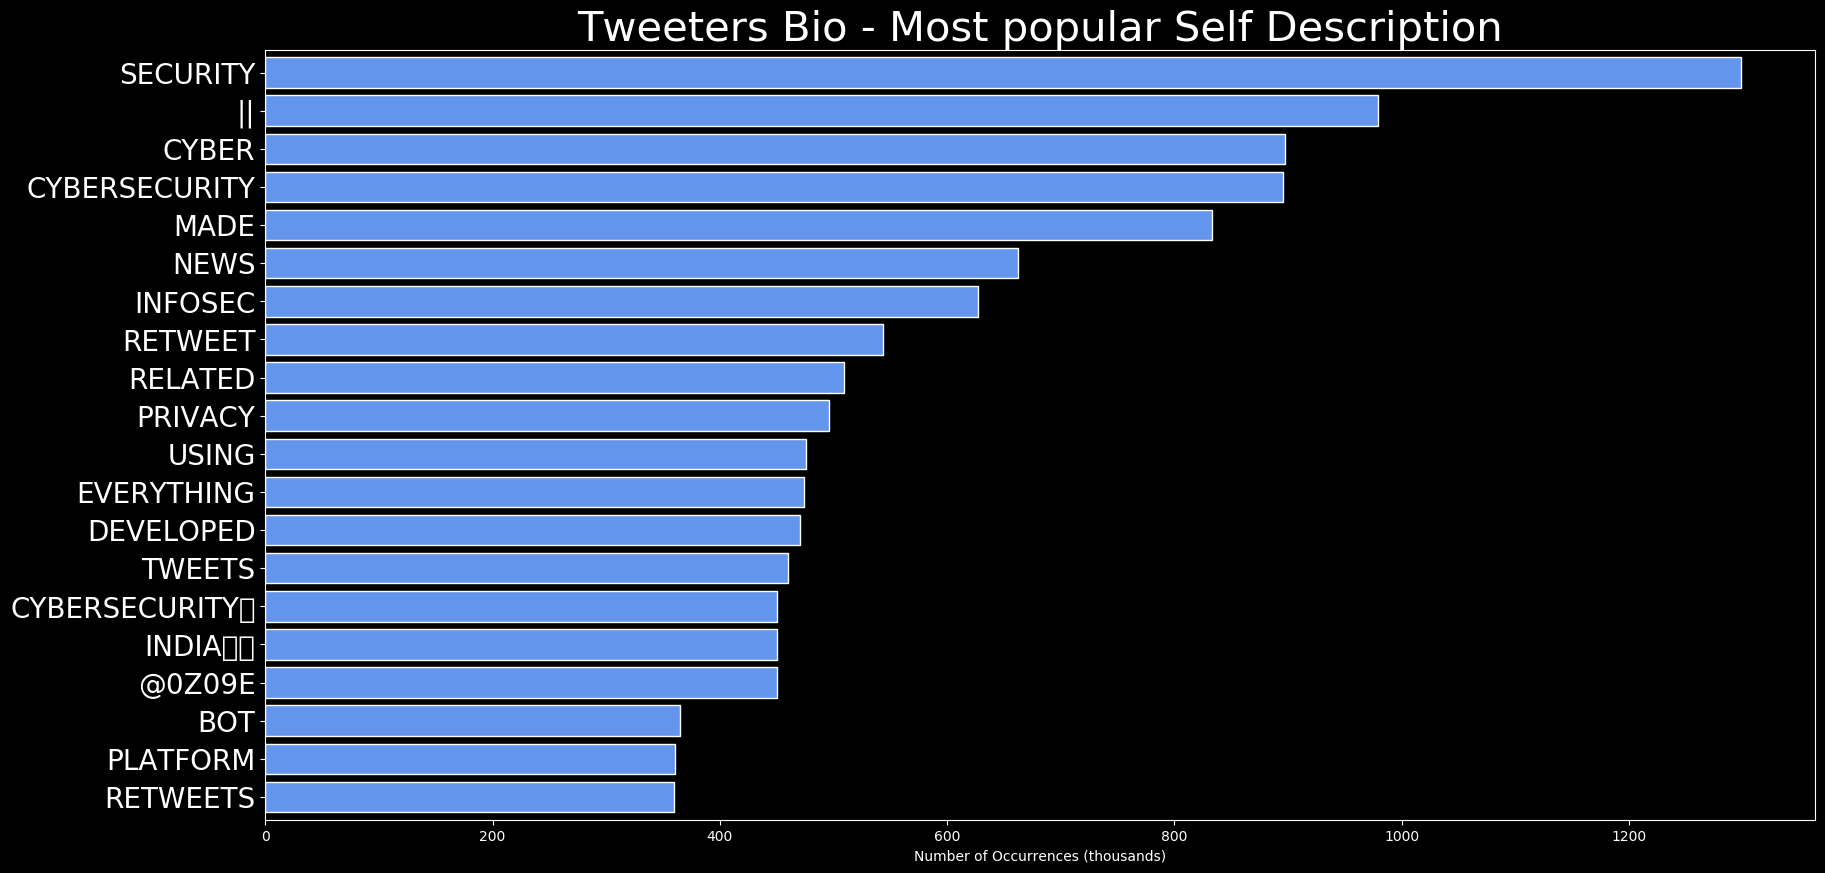 Tweeters Bio - Most popular Self Description
SECURITY
||
CYBER
CYBERSECURITY
MADE
NEWS
INFOSEC
RETWEET
RELATED
PRIVACY
USING
EVERYTHING
DEVELOPED
TWEETS
CYBERSECURITY▯
INDIA▯▯
@0Z09E
BOT
PLATFORM
RETWEETS
0 200 400 600 800 1000 1200
Number of Occurrences (thousands)